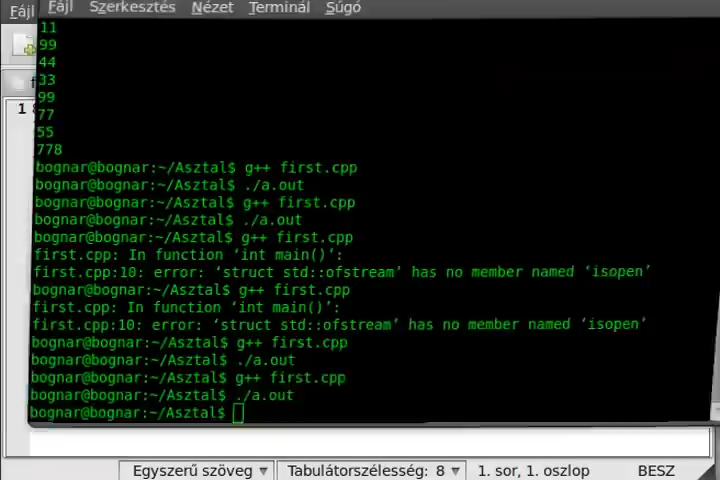 Fájl
Fájl Szerkesztés Nézet Terminál Súgó
11
99
44
33
99
77
55
778
bognar@bognar:~/Asztal$ g++ first.cpp
bognar@bognar:~/Asztal$ ./a.out
bognar@bognar:~/Asztal$ g++ first.cpp
bognar@bognar:~/Asztal$ ./a.out
bognar@bognar:~/Asztal$ g++ first.cpp
first.cpp: In function ‘int main()’:
first.cpp:10: error: ‘struct std::ofstream’ has no member named ‘isopen’
bognar@bognar:~/Asztal$ g++ first.cpp
first.cpp: In function ‘int main()’:
first.cpp:10: error: ‘struct std::ofstream’ has no member named ‘isopen’
bognar@bognar:~/Asztal$ g++ first.cpp
bognar@bognar:~/Asztal$ ./a.out
bognar@bognar:~/Asztal$ g++ first.cpp
bognar@bognar:~/Asztal$ ./a.out
bognar@bognar:~/Asztal$
1
Egyszerű szöveg Tabulátorszélesség: 8 1. sor, 1. oszlop BESZ